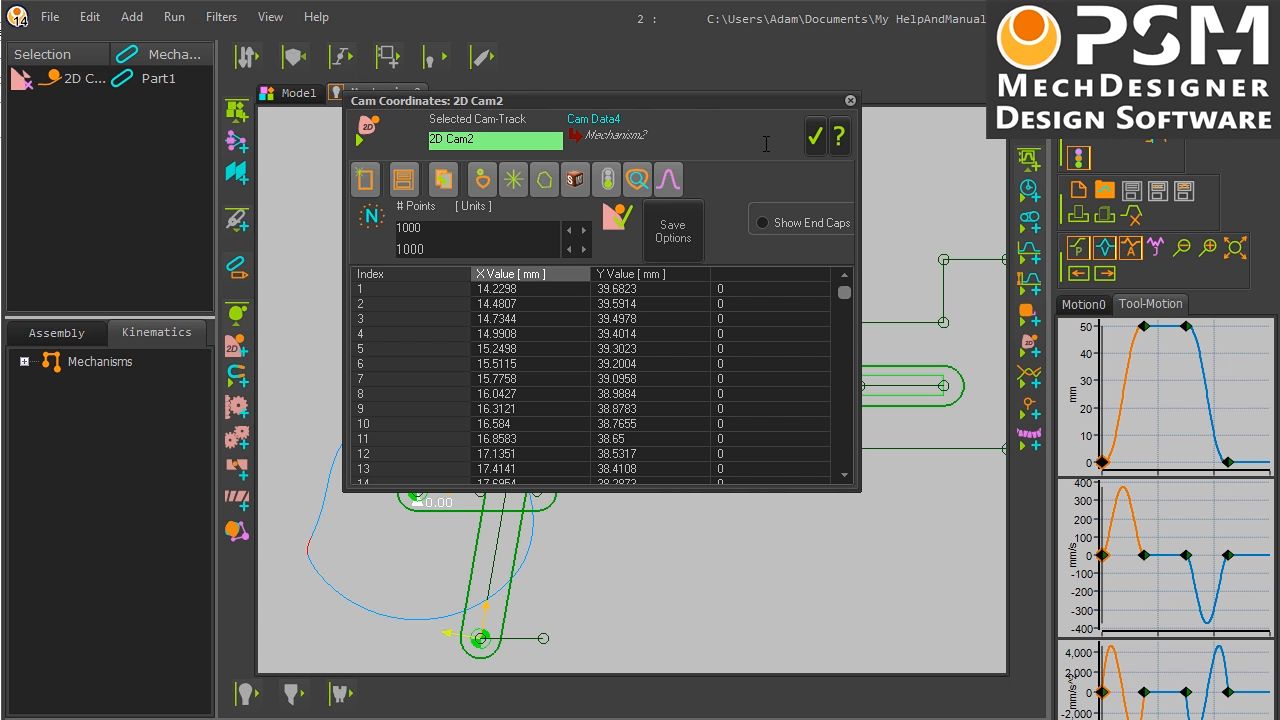 File Edit Add Run Filters View Help
2 : C:\Users\Adam\Documents\My HelpAndManual
PSM
MECHDESIGNER
DESIGN SOFTWARE
14
Selection Mecha...
2D C... Part1
Model
Cam Coordinates: 2D Cam2
Selected Cam-Track Cam Data4
2D
2D Cam2 Mechanism2
?
# Points [ Units ]
N
1000
1000
Save
Options
Show End Caps
Index X Value [ mm ] Y Value [ mm ]
1 14.2298 39.6823 0
2 14.4807 39.5914 0
3 14.7344 39.4978 0
4 14.9908 39.4014 0
5 15.2498 39.3023 0
6 15.5115 39.2004 0
7 15.7758 39.0958 0
8 16.0427 38.9884 0
9 16.3121 38.8783 0
10 16.584 38.7655 0
11 16.8583 38.65 0
12 17.1351 38.5317 0
13 17.4141 38.4108 0
14 17.6954 38.2873 0
Assembly Kinematics
Mechanisms
2D
0.00
2D
P A
Motion0 Tool-Motion
50
40
30
20
10
0
mm
400
300
200
100
0
-100
-200
-300
-400
mm/s
4,000
2,000
0
-2,000